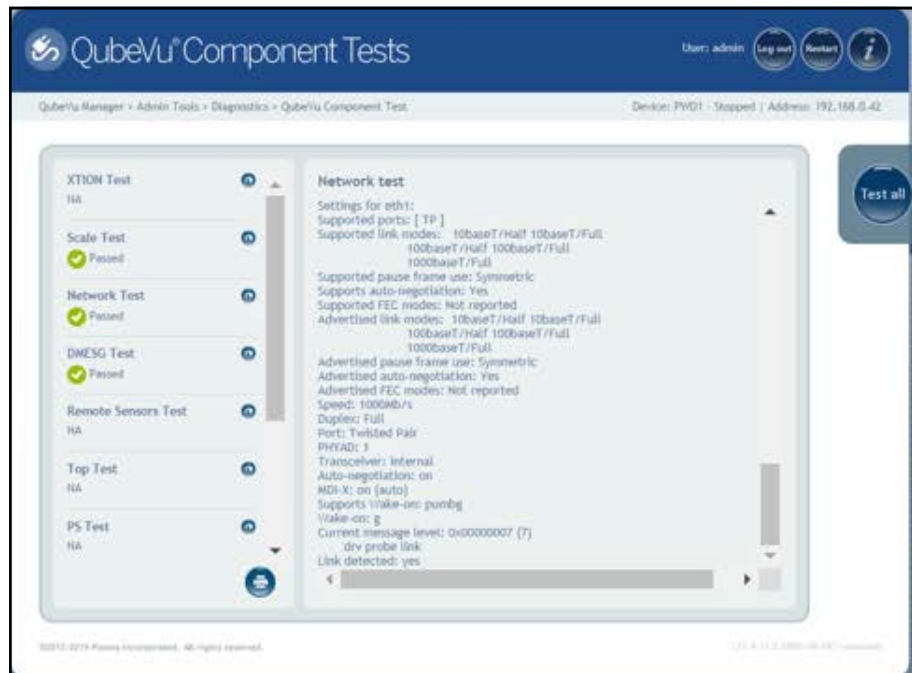 QubeVu® Component Tests
User: admin
Log out
Restart
i
QubeVu Manager > Admin Tools > Diagnostics > QubeVu Component Test
Device: PWD1 - Stopped | Address: 192.168.0.42
XTION Test
NA
Scale Test
Passed
Network Test
Passed
DMESG Test
Passed
Remote Sensors Test
NA
Top Test
NA
PS Test
NA
Network test
Settings for eth1:
Supported ports: [ TP ]
Supported link modes: 10baseT/Half 10baseT/Full
100baseT/Half 100baseT/Full
1000baseT/Full
Supported pause frame use: Symmetric
Supports auto-negotiation: Yes
Supported FEC modes: Not reported
Advertised link modes: 10baseT/Half 10baseT/Full
100baseT/Half 100baseT/Full
1000baseT/Full
Advertised pause frame use: Symmetric
Advertised auto-negotiation: Yes
Advertised FEC modes: Not reported
Speed: 1000Mb/s
Duplex: Full
Port: Twisted Pair
PHYAD: 1
Transceiver: internal
Auto-negotiation: on
MDI-X: on (auto)
Supports Wake-on: pumbg
Wake-on: g
Current message level: 0x00000007 (7)
drv probe link
Link detected: yes
Test all
All rights reserved.